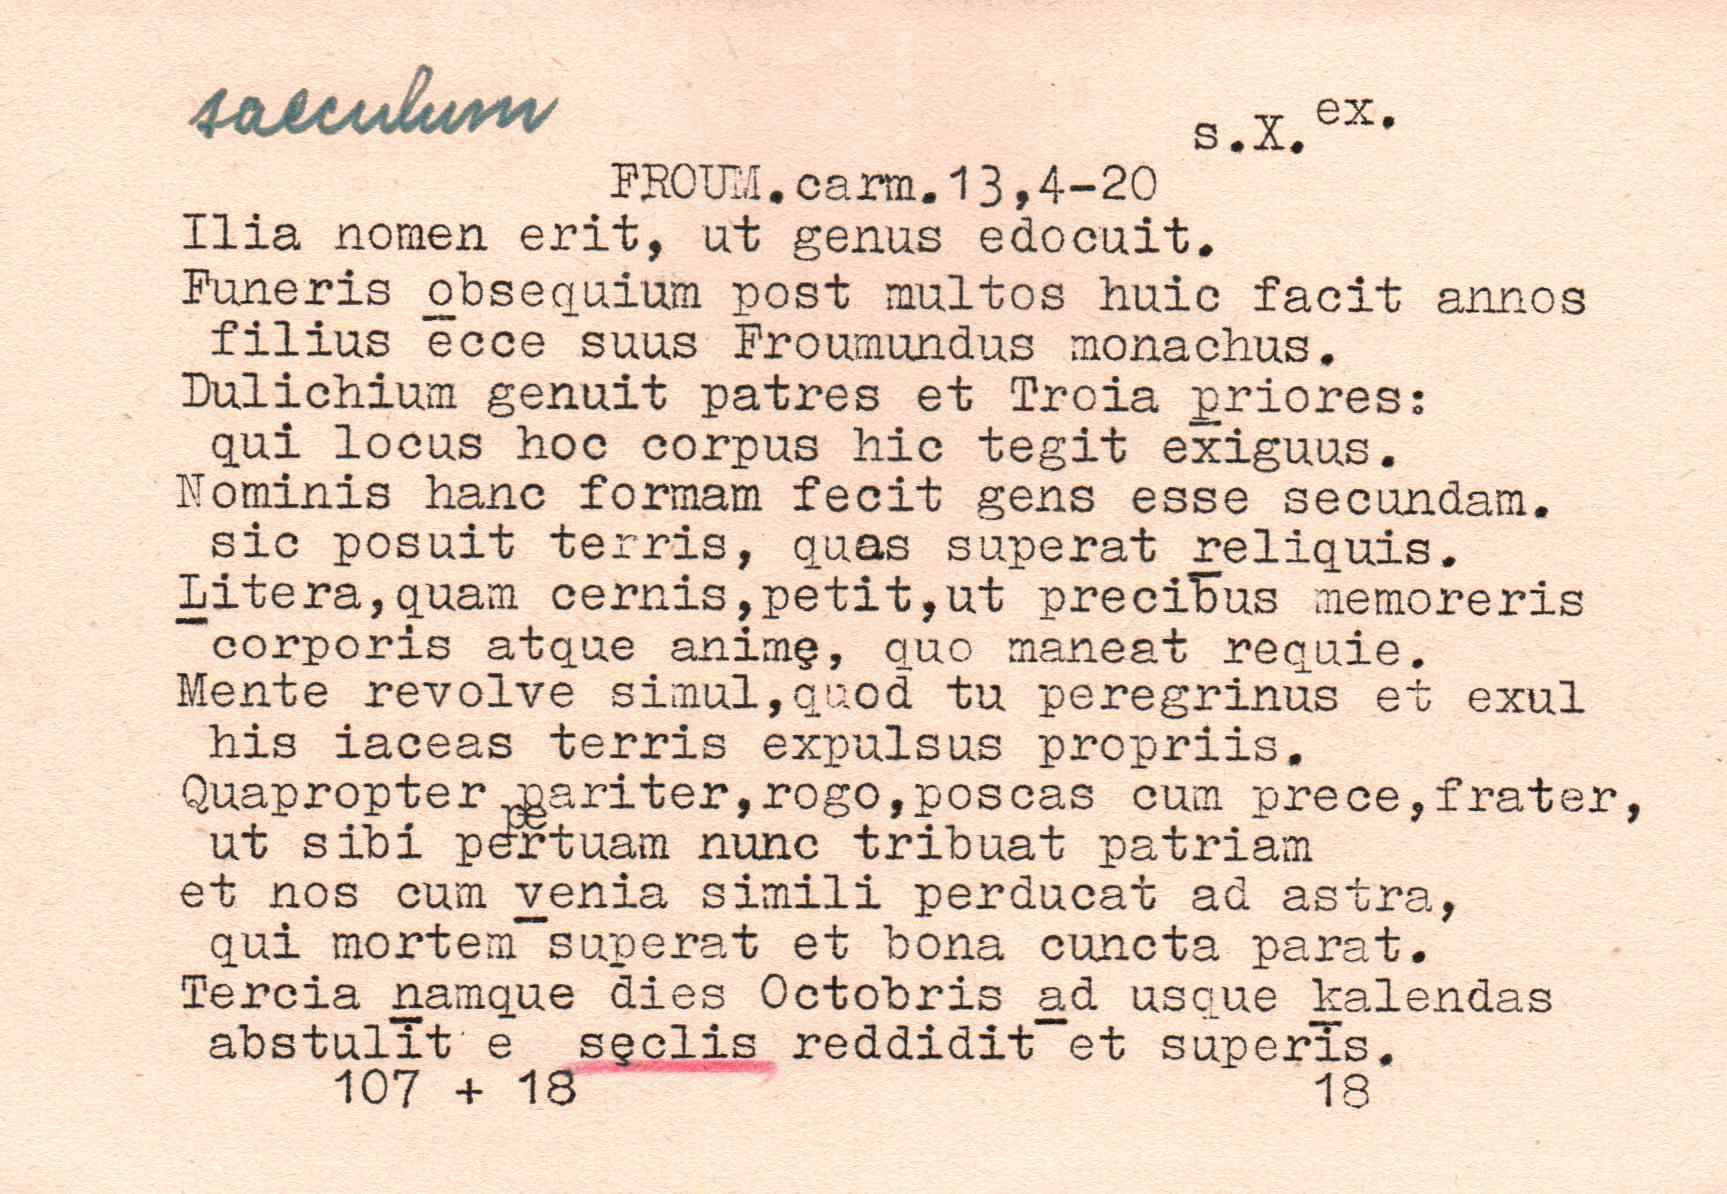 saeculum
s.X.ex.
FROUM.carm.13,4-20
Ilia nomen erit, ut genus edocuit.
Funeris obsequium post multos huic facit annos
filius ecce suus Froumundus monachus.
Dulichium genuit patres et Troia priores:
qui locus hoc corpus hic tegit exiguus.
Nominis hanc formam fecit gens esse secundam.
sic posuit terris, quas superat reliquis.
Litera,quam cernis,petit,ut precibus memoreris
corporis atque animę, quo maneat requie.
Mente revolve simul,quod tu peregrinus et exul
his iaceas terris expulsus propriis.
Quapropter pariter,rogo,poscas cum prece,frater,
ut sibi perpetuam nunc tribuat patriam
et nos cum venia simili perducat ad astra,
qui mortem superat et bona cuncta parat.
Tercia namque dies Octobris ad usque kalendas
abstulit e sęclis reddidit et superis.
107 + 18 18